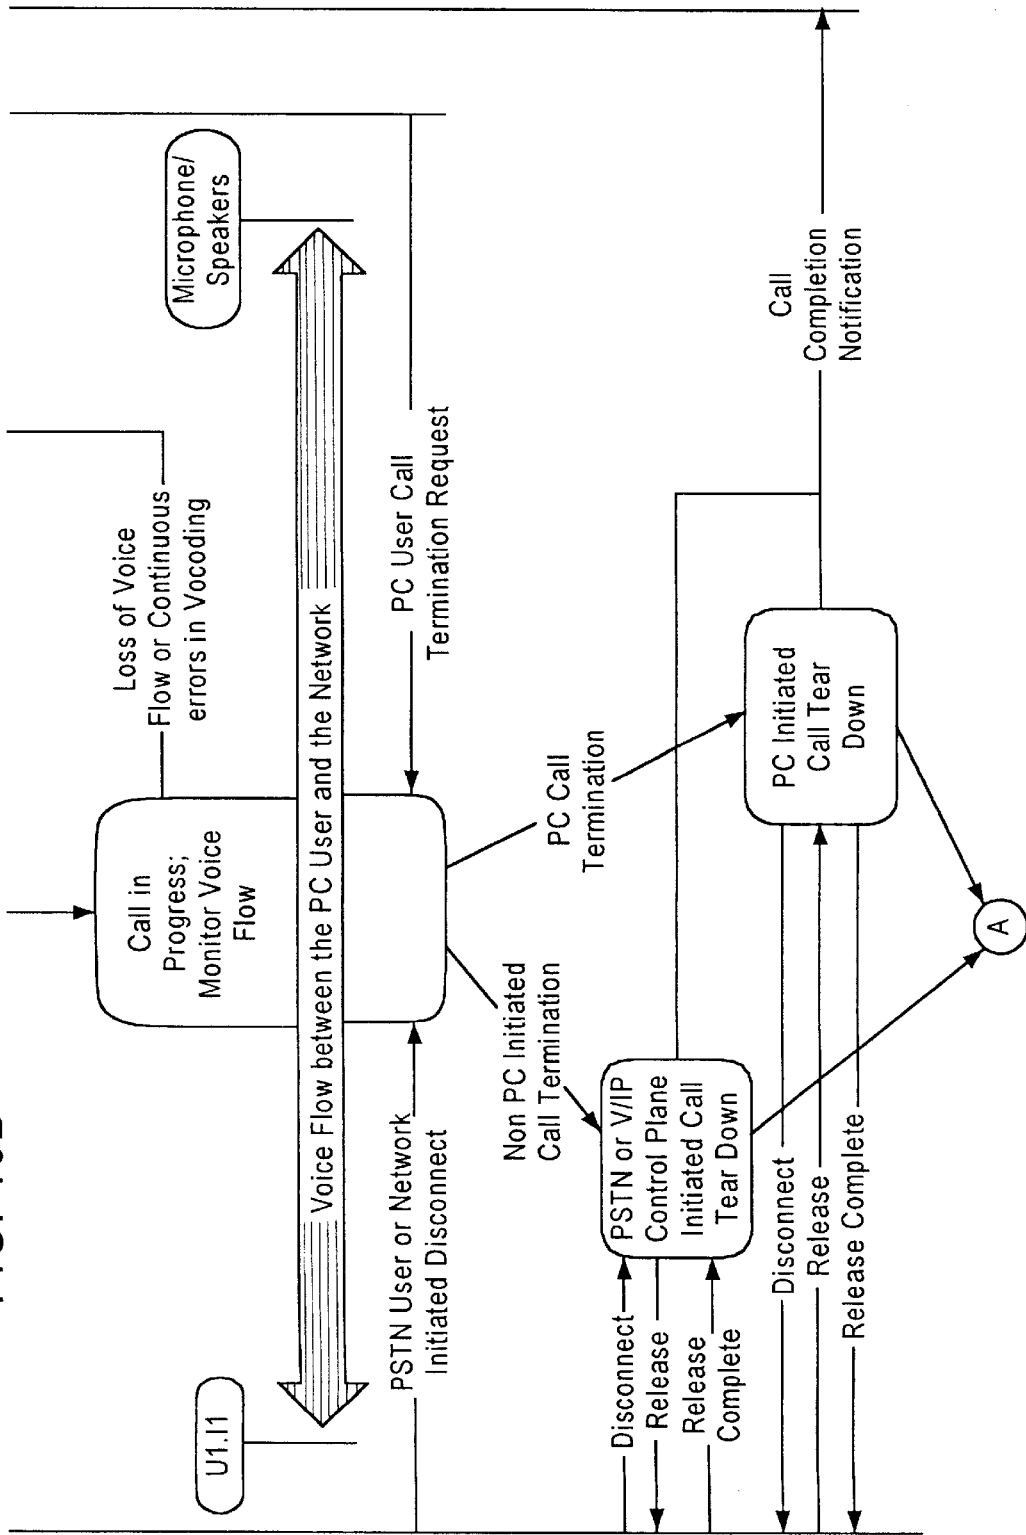 Microphone/
Speakers
U1.I1
Call in
Progress;
Monitor Voice
Flow
Loss of Voice
Flow or Continuous
errors in Vocoding
Voice Flow between the PC User and the Network
PSTN User or Network
Initiated Disconnect
PC User Call
Termination Request
Non PC Initiated
Call Termination
PC Call
Termination
PSTN or V/IP
Control Plane
Initiated Call
Tear Down
Disconnect
Release
Release
Complete
PC Initiated
Call Tear
Down
Disconnect
Release
Release Complete
Call
Completion
Notification
A